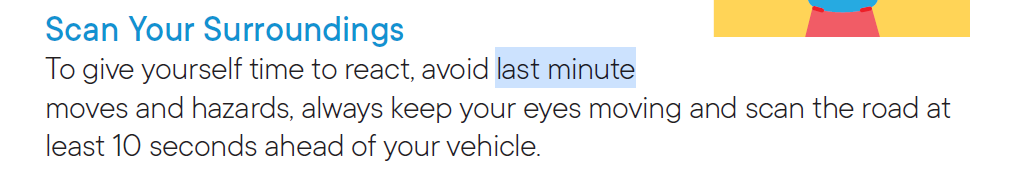 Scan Your Surroundings
To give yourself time to react, avoid last minute
moves and hazards, always keep your eyes moving and scan the road at
least 10 seconds ahead of your vehicle.